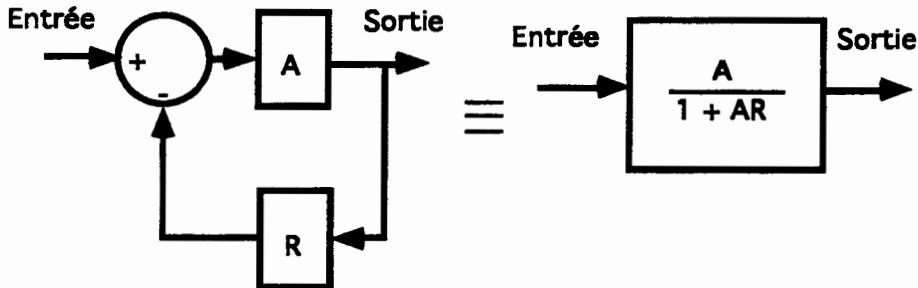 Entrée
+
-
A
Sortie
R
≡
Entrée
A
1 + AR
Sortie